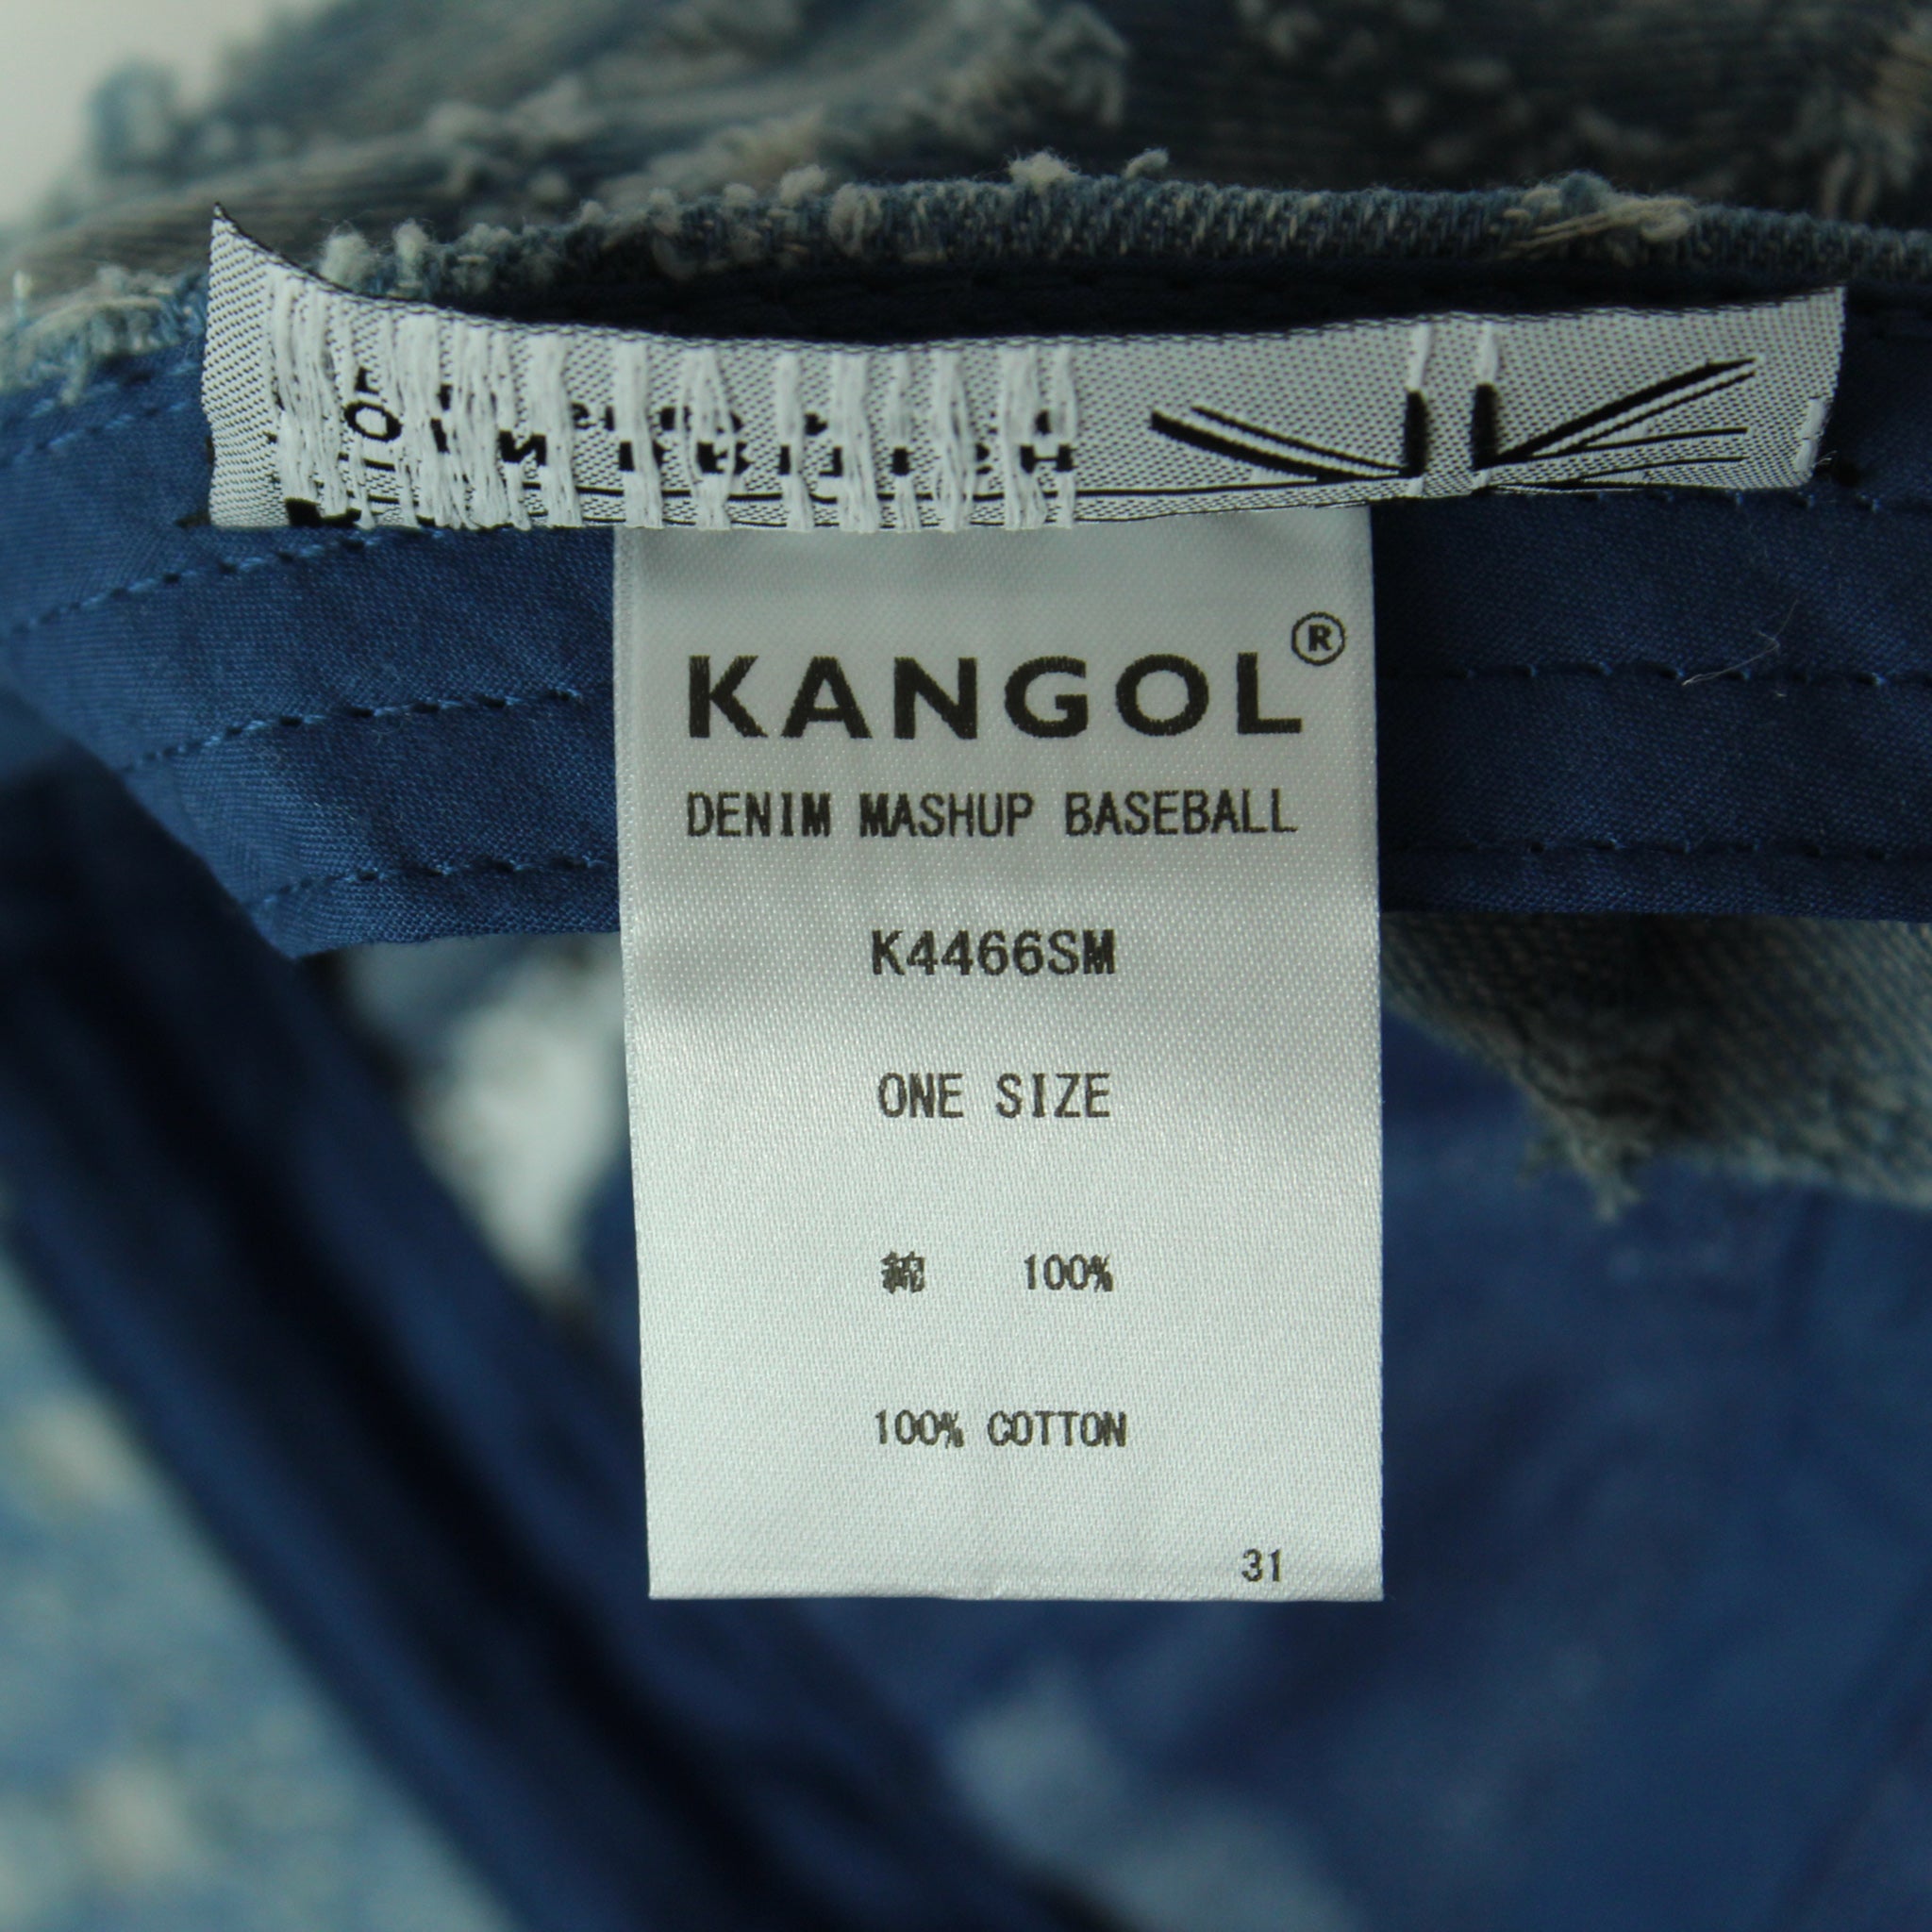 KANGOL®
DENIM MASHUP BASEBALL
K4466SM
ONE SIZE
綿 100%
100% COTTON
31